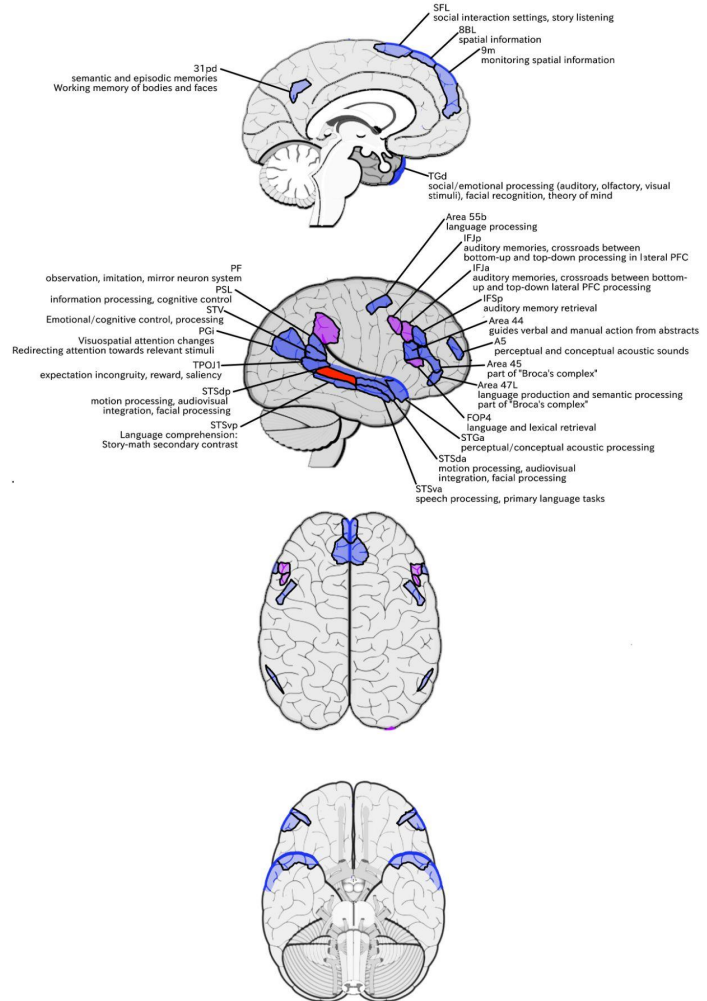 SFL
social interaction settings, story listening
8BL
spatial information
9m
monitoring spatial information
31pd
semantic and episodic memories
Working memory of bodies and faces
TGd
social/emotional processing (auditory, olfactory, visual
stimuli), facial recognition, theory of mind
Area 55b
language processing
IFJp
auditory memories, crossroads between
bottom-up and top-down processing in lateral PFC
IFJa
auditory memories, crossroads between bottom-
up and top-down lateral PFC processing
IFSp
auditory memory retrieval
Area 44
guides verbal and manual action from abstracts
A5
perceptual and conceptual acoustic sounds
Area 45
part of "Broca's complex"
Area 47L
language production and semantic processing
part of "Broca's complex"
FOP4
language and lexical retrieval
STGa
perceptual/conceptual acoustic processing
STSda
motion processing, audiovisual
integration, facial processing
STSva
speech processing, primary language tasks
PF
observation, imitation, mirror neuron system
PSL
information processing, cognitive control
STV
Emotional/cognitive control, processing
PGi
Visuospatial attention changes
Redirecting attention towards relevant stimuli
TPOJ1
expectation incongruity, reward, saliency
STSdp
motion processing, audiovisual
integration, facial processing
STSvp
Language comprehension:
Story-math secondary contrast